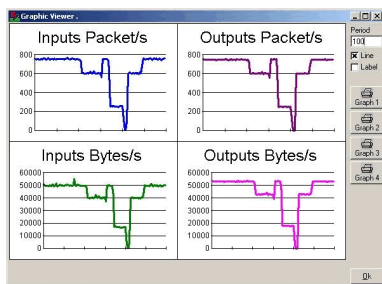 Graphic Viewer .
Inputs Packet/s
800
600
400
200
0
Outputs Packet/s
800
600
400
200
0
Inputs Bytes/s
60000
50000
40000
30000
20000
10000
0
Outputs Bytes/s
60000
50000
40000
30000
20000
10000
0
Period
100
Line
Label
Graph 1
Graph 2
Graph 3
Graph 4
Ok